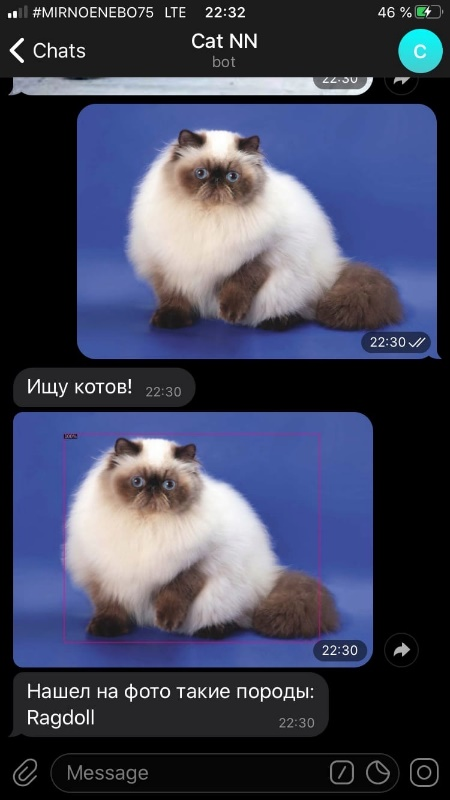 #MIRNOENEBO75 LTE 22:32 46 %
Chats
Cat NN
bot
C
22:30
22:30
Ищу котов! 22:30
100%
22:30
Нашел на фото такие породы:
Ragdoll 22:30
Message